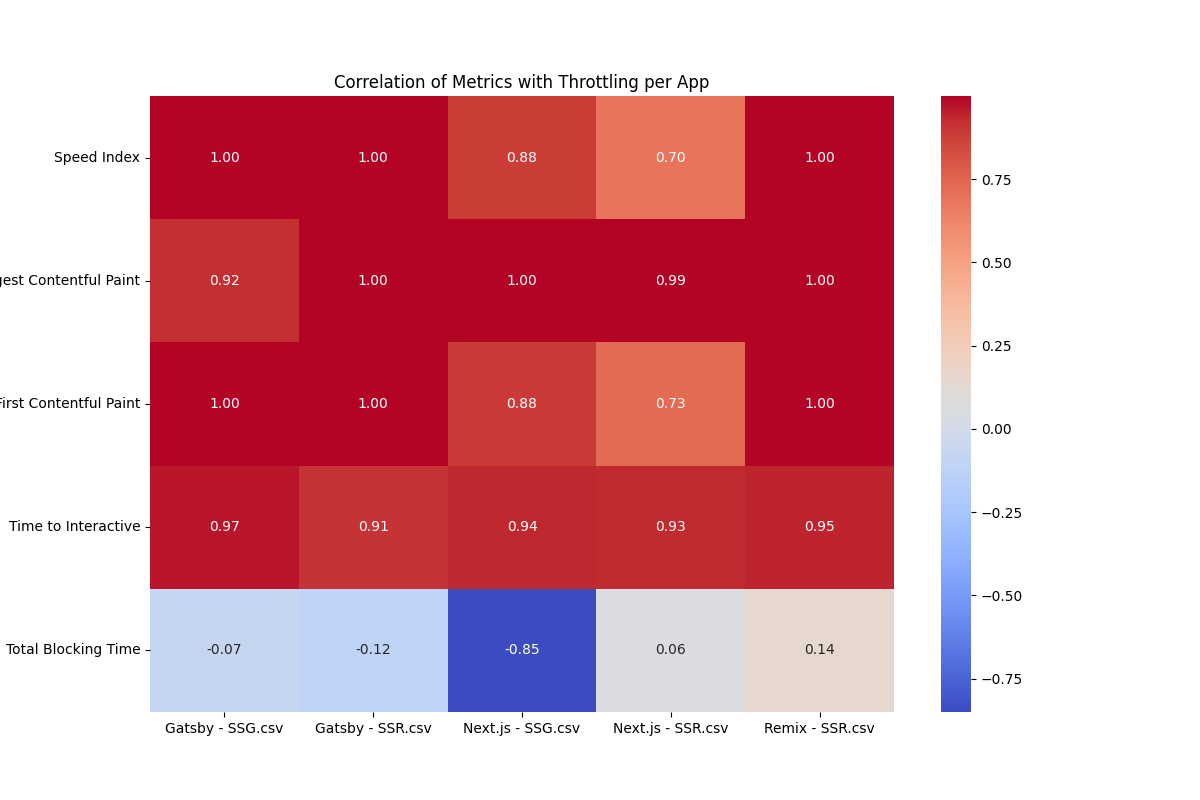 Correlation of Metrics with Throttling per App
Speed Index 1.00 1.00 0.88 0.70 1.00
Contentful Paint 0.92 1.00 1.00 0.99 1.00
First Contentful Paint 1.00 1.00 0.88 0.73 1.00
Time to Interactive 0.97 0.91 0.94 0.93 0.95
Total Blocking Time -0.07 -0.12 -0.85 0.06 0.14
Gatsby - SSG.csv Gatsby - SSR.csv Next.js - SSG.csv Next.js - SSR.csv Remix - SSR.csv
0.75
0.50
0.25
0.00
−0.25
−0.50
−0.75